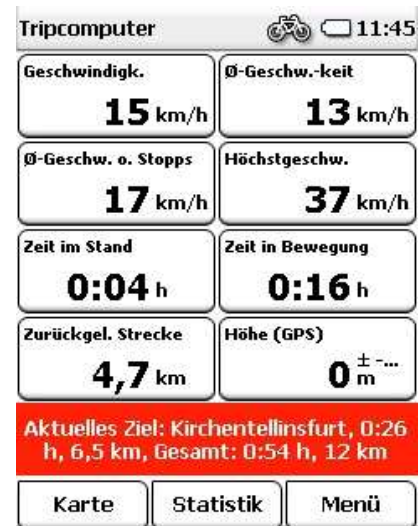 Tripcomputer 11:45
Geschwindigk. Ø-Geschw.-keit
15 km/h 13 km/h
Ø-Geschw. o. Stopps Höchstgeschw.
17 km/h 37 km/h
Zeit im Stand Zeit in Bewegung
0:04 h 0:16 h
Zurückgel. Strecke Höhe (GPS)
4,7 km 0 ± -... m
Aktuelles Ziel: Kirchentellinsfurt, 0:26
h, 6,5 km, Gesamt: 0:54 h, 12 km
Karte Statistik Menü